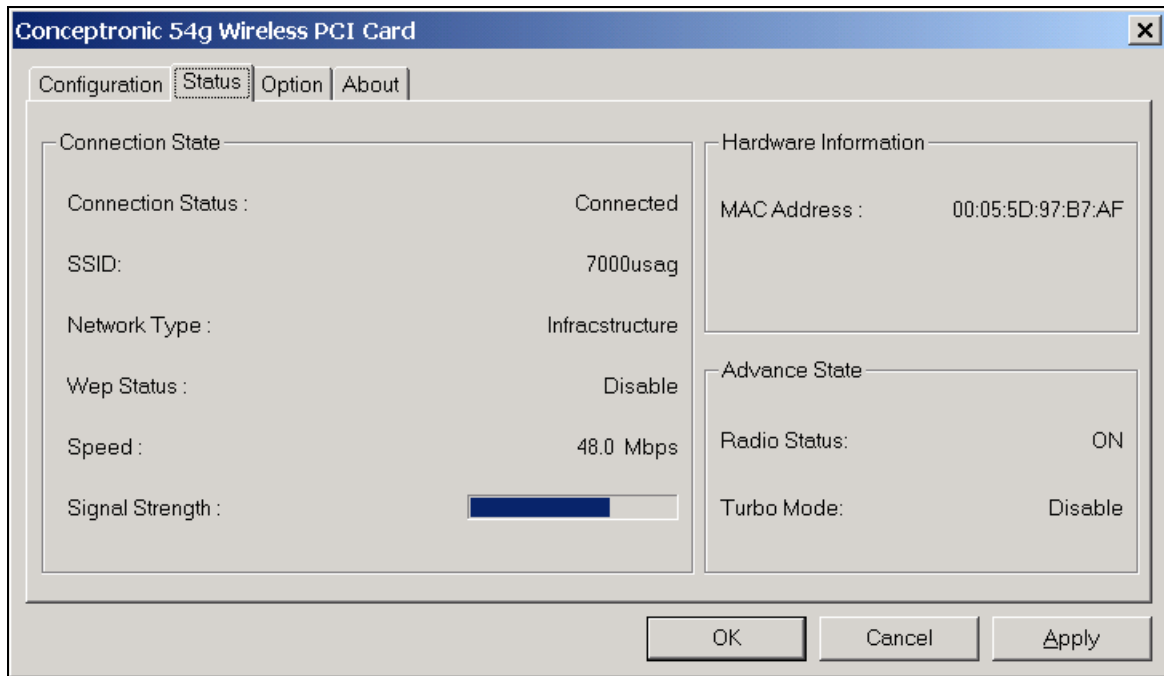 Conceptronic 54g Wireless PCI Card
Configuration Status Option About
Connection State
Connection Status : Connected
SSID: 7000usag
Network Type : Infracstructure
Wep Status : Disable
Speed : 48.0 Mbps
Signal Strength :
Hardware Information
MAC Address : 00:05:5D:97:B7:AF
Advance State
Radio Status: ON
Turbo Mode: Disable
OK Cancel Apply